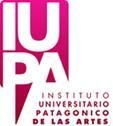 IU
PA
INSTITUTO
UNIVERSITARIO
PATAGONICO
DE LAS ARTES